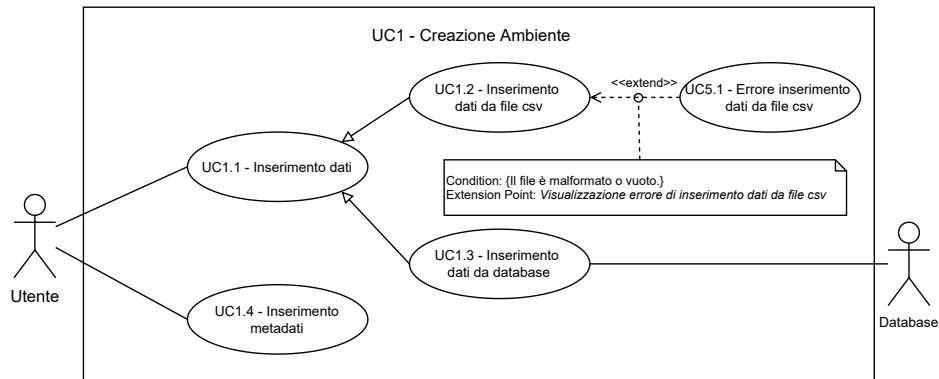 UC1 - Creazione Ambiente
UC1.2 - Inserimento
dati da file csv
<<extend>>
UC5.1 - Errore inserimento
dati da file csv
UC1.1 - Inserimento dati
Condition: {Il file è malformato o vuoto.}
Extension Point: Visualizzazione errore di inserimento dati da file csv
UC1.3 - Inserimento
dati da database
Utente
UC1.4 - Inserimento
metadati
Database